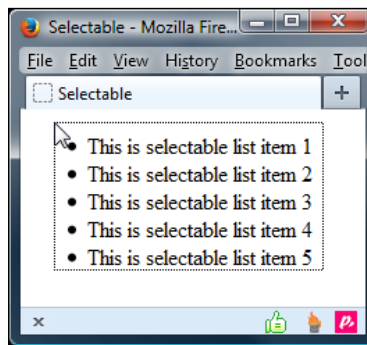 Selectable - Mozilla Fire...
File Edit View History Bookmarks Tool
Selectable
This is selectable list item 1
This is selectable list item 2
This is selectable list item 3
This is selectable list item 4
This is selectable list item 5